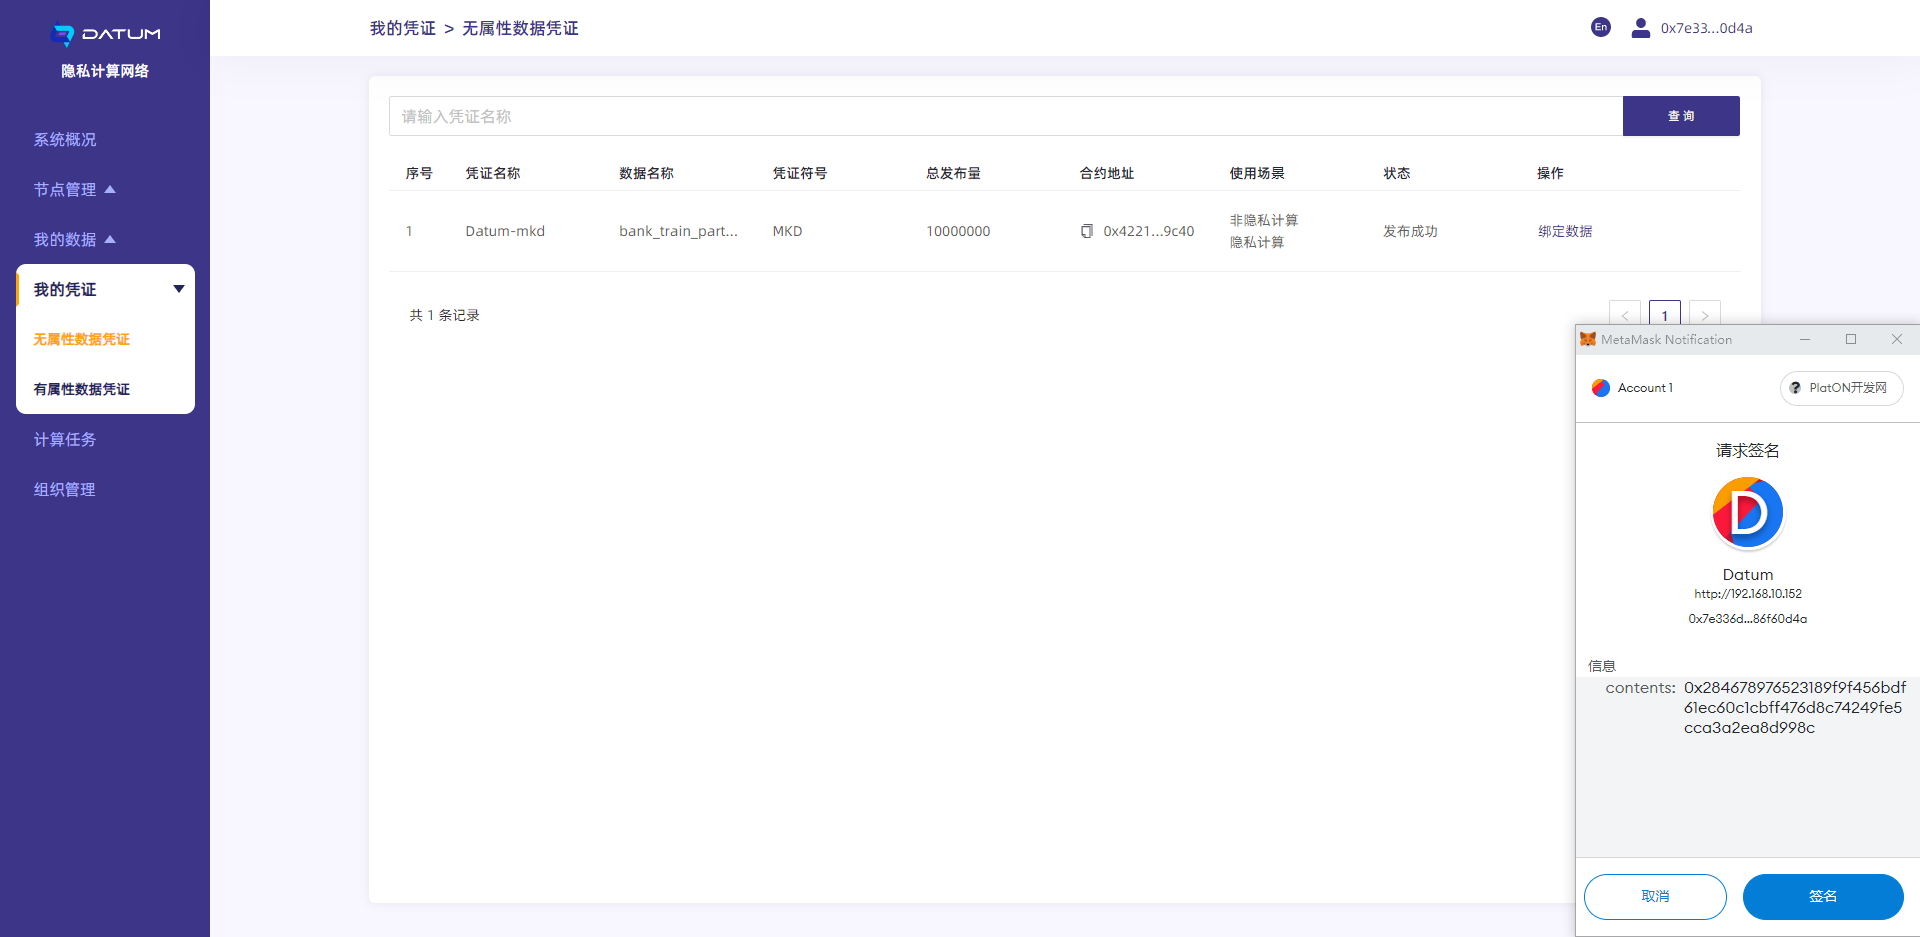 DATUM
隐私计算网络
系统概况
节点管理
我的数据
我的凭证
无属性数据凭证
有属性数据凭证
计算任务
组织管理
我的凭证 > 无属性数据凭证
En
0x7e33...0d4a
请输入凭证名称
查 询
序号 凭证名称 数据名称 凭证符号 总发布量 合约地址 使用场景 状态 操作
1 Datum-mkd bank_train_part... MKD 10000000 0x4221...9c40 非隐私计算 发布成功 绑定数据
隐私计算
共 1 条记录
< 1 >
MetaMask Notification
Account 1
? PlatON开发网
请求签名
D
Datum
http://192.168.10.152
0x7e336d...86f60d4a
信息
contents: 0x284678976523189f9f456bdf
61ec60c1cbff476d8c74249fe5
cca3a2ea8d998c
取消
签名